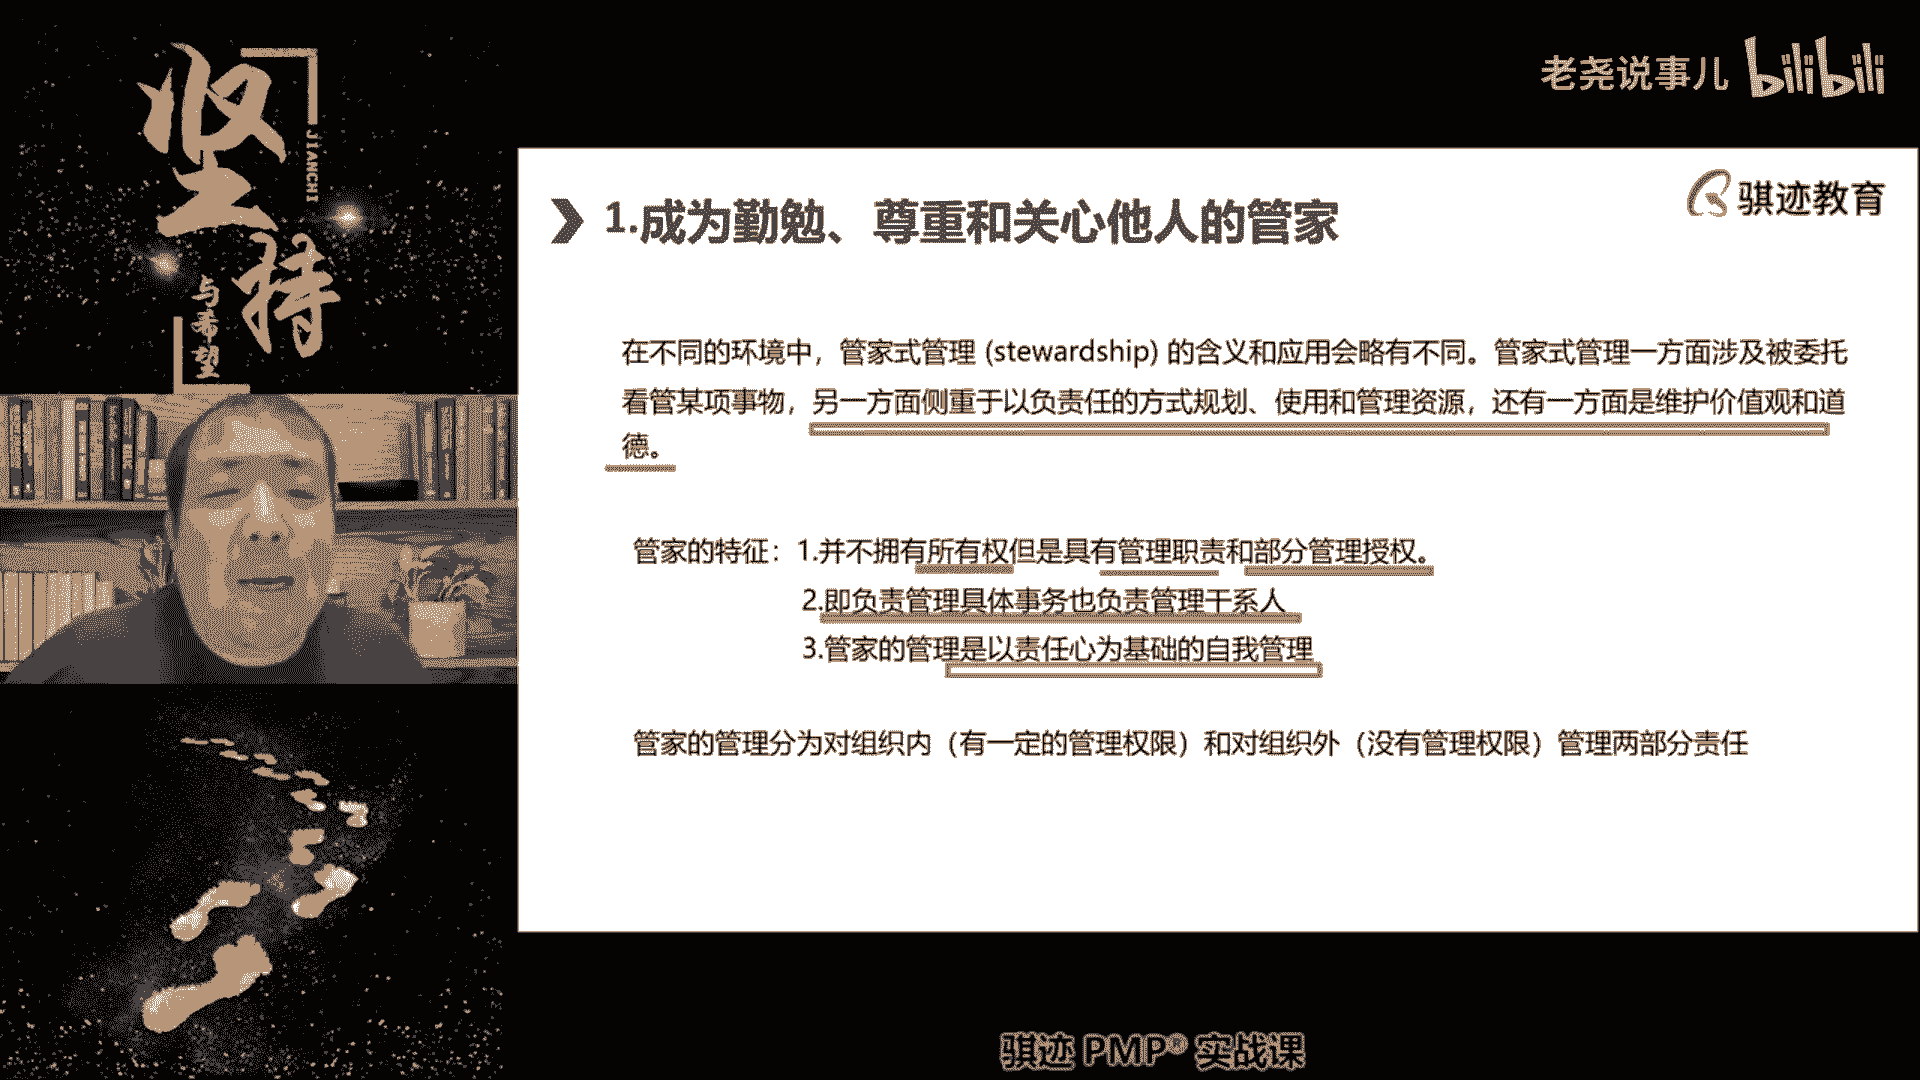 坚持
JIANCHI
与希望
老尧说事儿 bilibili
骐迹教育
1.成为勤勉、尊重和关心他人的管家
在不同的环境中，管家式管理 (stewardship) 的含义和应用会略有不同。管家式管理一方面涉及被委托
看管某项事物，另一方面侧重于以负责任的方式规划、使用和管理资源，还有一方面是维护价值观和道
德。
管家的特征：1.并不拥有所有权但是具有管理职责和部分管理授权。
2.即负责管理具体事务也负责管理干系人
3.管家的管理是以责任心为基础的自我管理
管家的管理分为对组织内（有一定的管理权限）和对组织外（没有管理权限）管理两部分责任
骐迹 PMP® 实战课